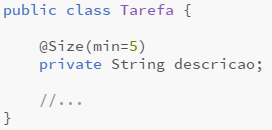 public class Tarefa {
@Size(min=5)
private String descricao;
//...
}